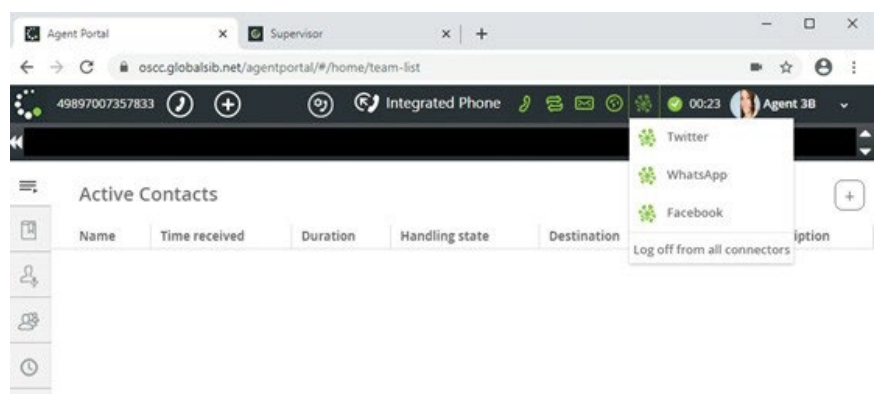 Agent Portal
Supervisor
oscc.globalsib.net/agentportal/#/home/team-list
49897007357833 Integrated Phone 00:23 Agent 3B
Twitter
WhatsApp
Facebook
Log off from all connectors
Active Contacts
Name Time received Duration Handling state Destination iption